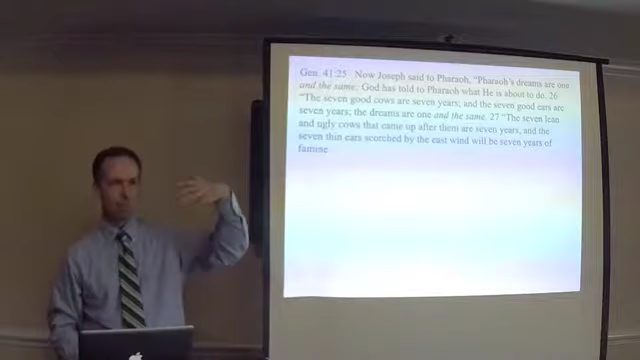 Gen. 41:25 Now Joseph said to Pharaoh, "Pharaoh's dreams are one
and the same. God has told to Pharaoh what He is about to do. 26
"The seven good cows are seven years; and the seven good ears are
seven years; the dreams are one and the same. 27 "The seven lean
and ugly cows that came up after them are seven years, and the
seven thin ears scorched by the east wind will be seven years of
famine